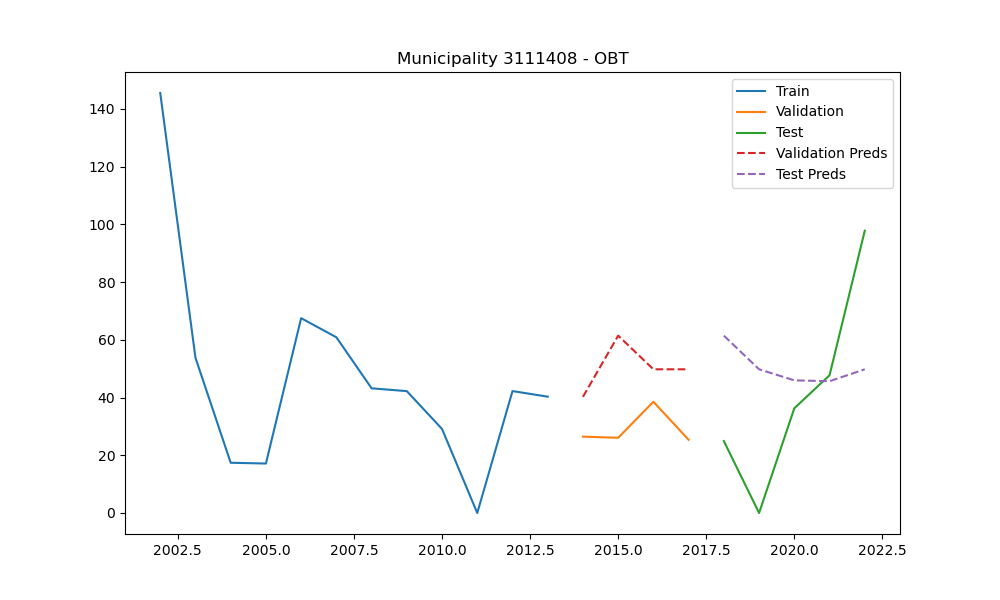 Municipality 3111408 - OBT
Train
Validation
Test
Validation Preds
Test Preds
140
120
100
80
60
40
20
0
2002.5 2005.0 2007.5 2010.0 2012.5 2015.0 2017.5 2020.0 2022.5